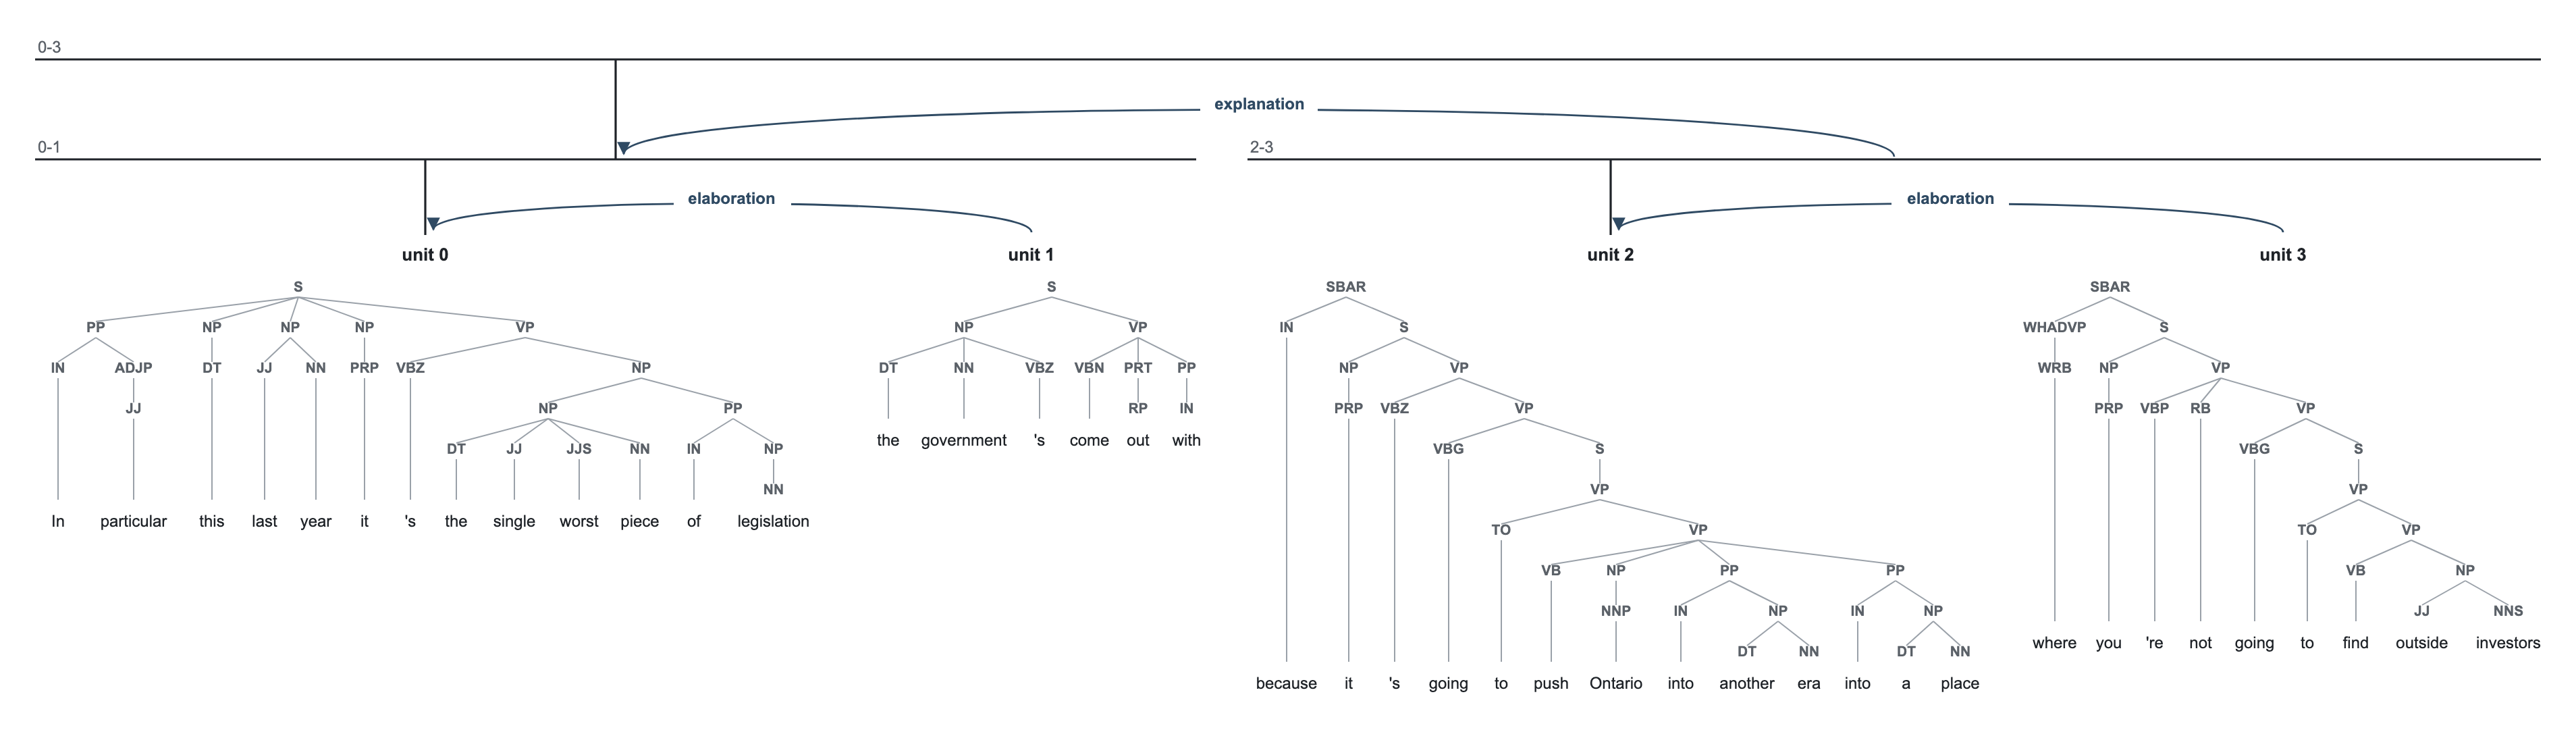 0-3
explanation
0-1 2-3
elaboration elaboration
unit 0 unit 1 unit 2 unit 3
S S SBAR SBAR
PP NP NP NP VP NP VP IN S WHADVP S
IN ADJP DT JJ NN PRP VBZ NP DT NN VBZ VBN PRT PP NP VP WRB NP VP
JJ NP PP RP IN PRP VBZ VP PRP VBP RB VP
DT JJ JJS NN IN NP VBG S VBG S
the government 's come out with
NN VP VP
In particular this last year it 's the single worst piece of legislation
TO VP TO VP
VB NP PP PP VB NP
NNP IN NP IN NP JJ NNS
where you 're not going to find outside investors
DT NN DT NN
because it 's going to push Ontario into another era into a place